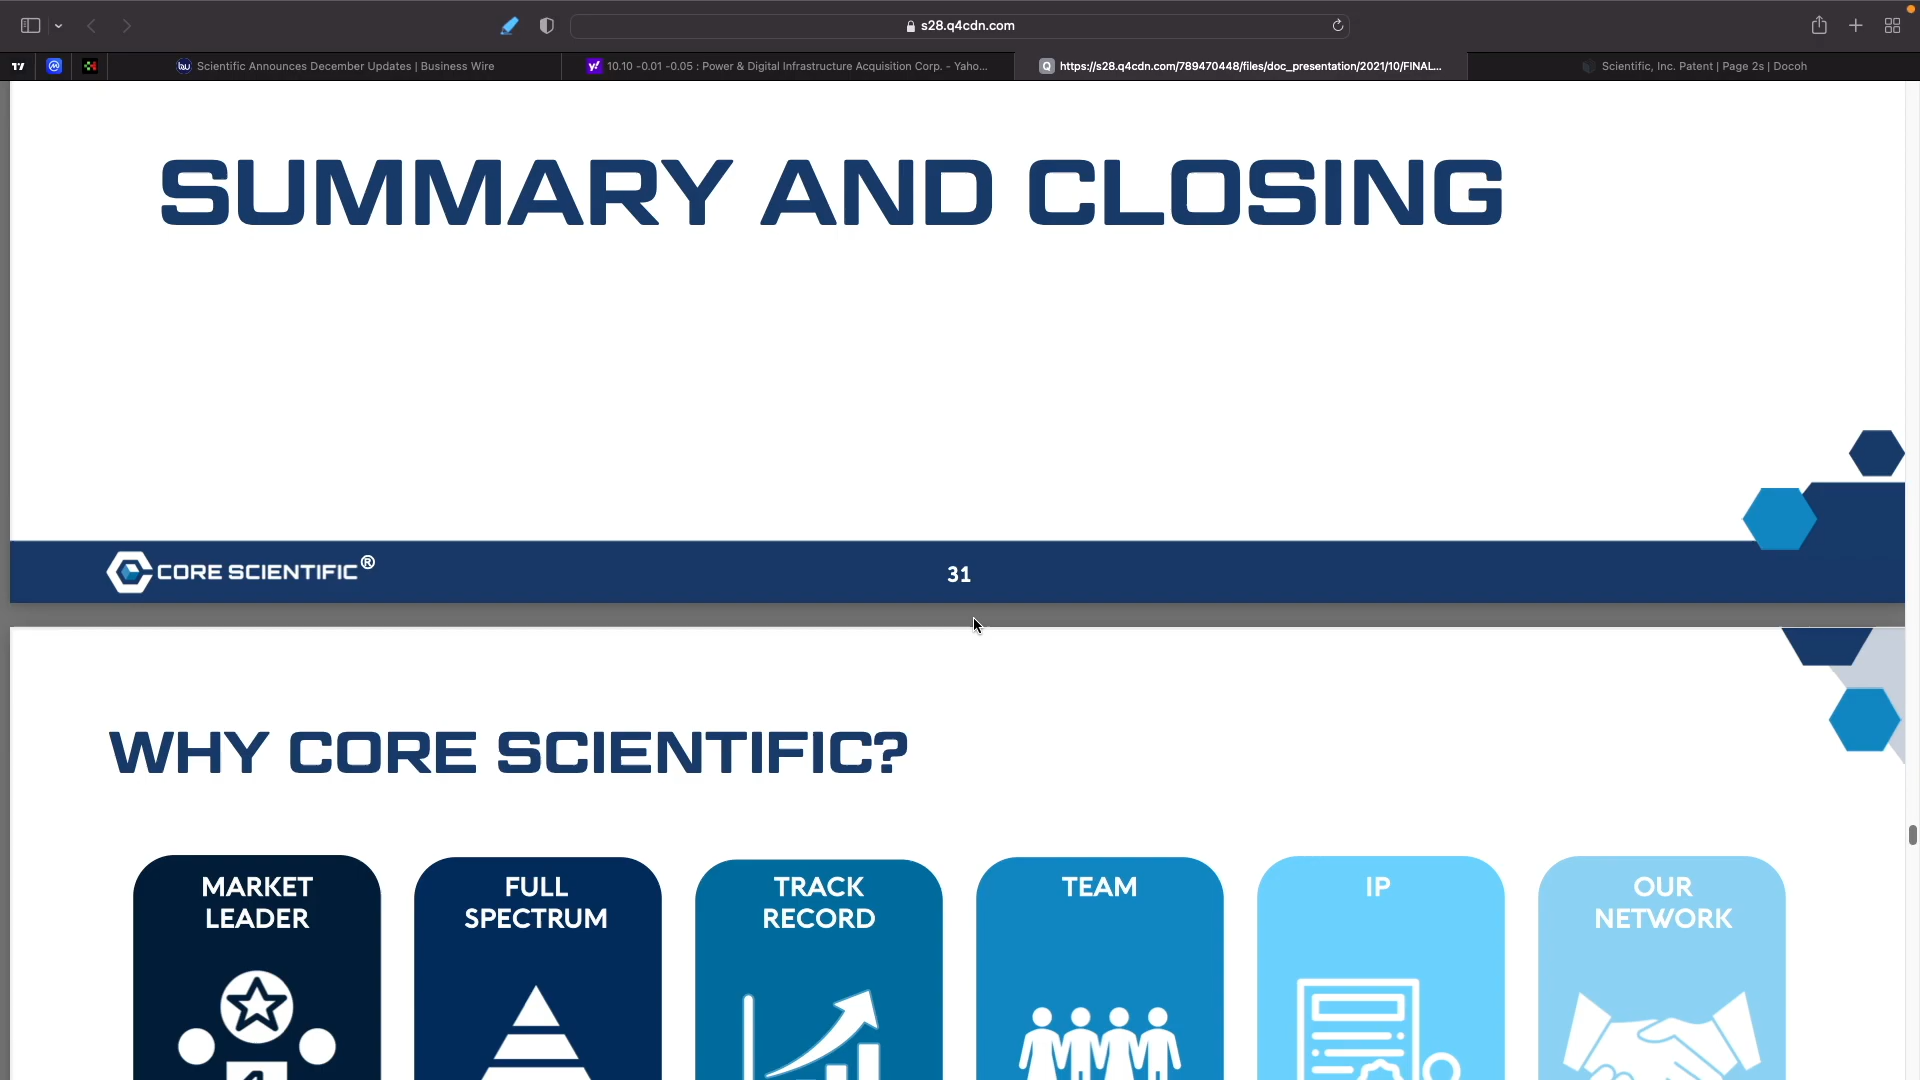 s28.q4cdn.com
Scientific Announces December Updates | Business Wire
10.10 -0.01 -0.05 : Power & Digital Infrastructure Acquisition Corp. – Yaho...
https://s28.q4cdn.com/789470448/files/doc_presentation/2021/10/FINAL...
Scientific, Inc. Patent | Page 2s | Docoh
SUMMARY AND CLOSING
CORE SCIENTIFIC®
31
WHY CORE SCIENTIFIC?
MARKET
LEADER
FULL
SPECTRUM
TRACK
RECORD
TEAM
IP
OUR
NETWORK